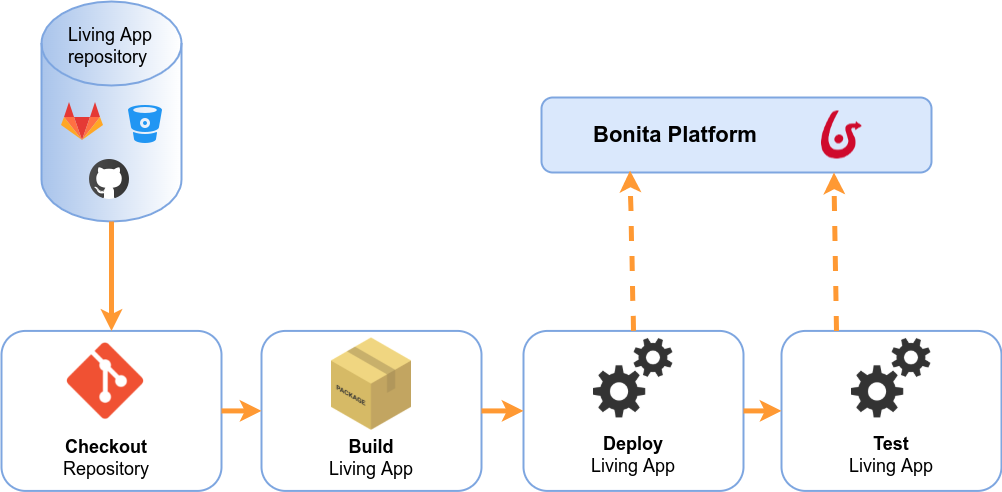 Living App
repository
Bonita Platform
PACKAGE
Checkout
Repository
Build
Living App
Deploy
Living App
Test
Living App